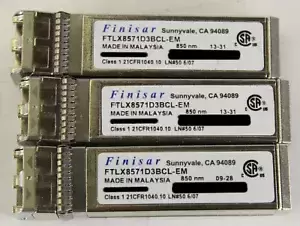 Finisar Sunnyvale, CA 94089
FTLX8571D3BCL-EM
MADE IN MALAYSIA 850 nm 13-31
Class 1 21CFR1040.10 LN#50 6/07
Finisar Sunnyvale, CA 94089
FTLX8571D3BCL-EM
MADE IN MALAYSIA 850 nm 13-31
Class 1 21CFR1040.10 LN#50 6/07
Finisar Sunnyvale, CA 94089
FTLX8571D3BCL-EM
MADE IN MALAYSIA 850 nm 09-28
Class 1 21CFR1040.10 LN#50 6/07